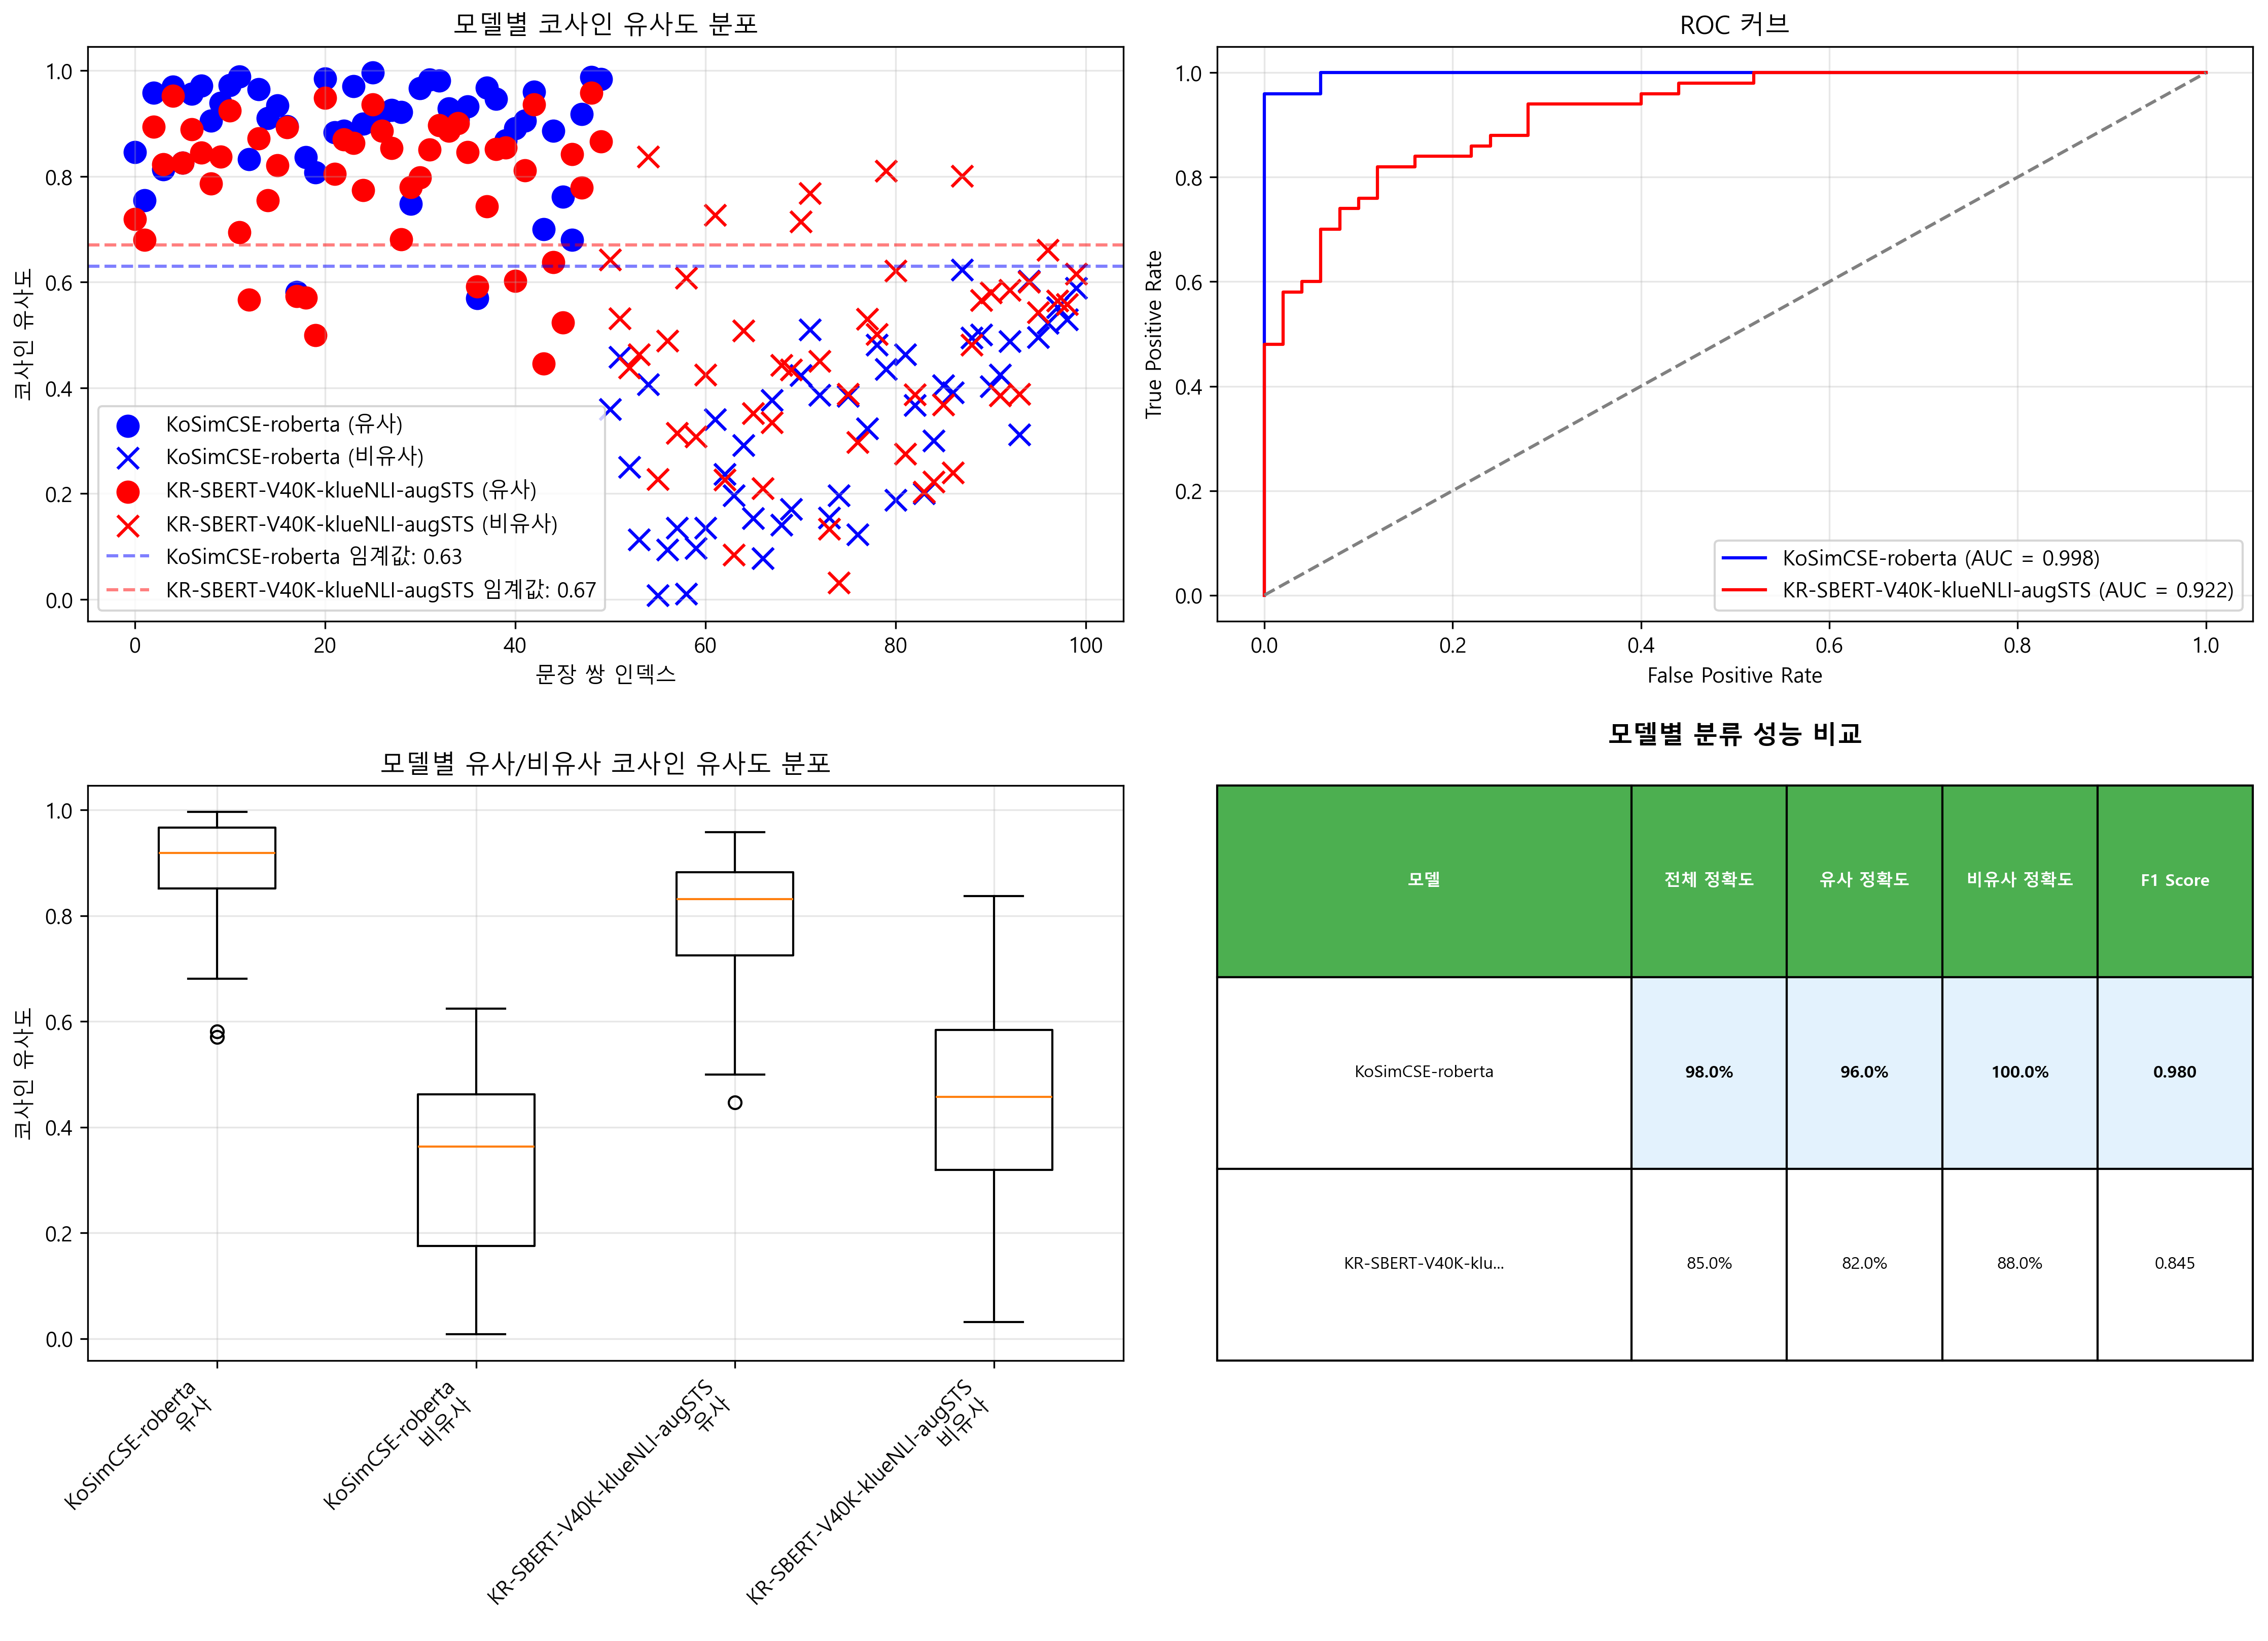 모델별 코사인 유사도 분포
코사인 유사도
1.0
0.8
0.6
0.4
0.2
0.0
KoSimCSE-roberta (유사)
KoSimCSE-roberta (비유사)
KR-SBERT-V40K-klueNLI-augSTS (유사)
KR-SBERT-V40K-klueNLI-augSTS (비유사)
KoSimCSE-roberta 임계값: 0.63
KR-SBERT-V40K-klueNLI-augSTS 임계값: 0.67
0 20 40 60 80 100
문장 쌍 인덱스
ROC 커브
True Positive Rate
1.0
0.8
0.6
0.4
0.2
0.0
KoSimCSE-roberta (AUC = 0.998)
KR-SBERT-V40K-klueNLI-augSTS (AUC = 0.922)
0.0 0.2 0.4 0.6 0.8 1.0
False Positive Rate
모델별 유사/비유사 코사인 유사도 분포
코사인 유사도
1.0
0.8
0.6
0.4
0.2
0.0
KoSimCSE-roberta
유사
KoSimCSE-roberta
비유사
KR-SBERT-V40K-klueNLI-augSTS
유사
KR-SBERT-V40K-klueNLI-augSTS
비유사
모델별 분류 성능 비교
모델 전체 정확도 유사 정확도 비유사 정확도 F1 Score
KoSimCSE-roberta 98.0% 96.0% 100.0% 0.980
KR-SBERT-V40K-klu... 85.0% 82.0% 88.0% 0.845